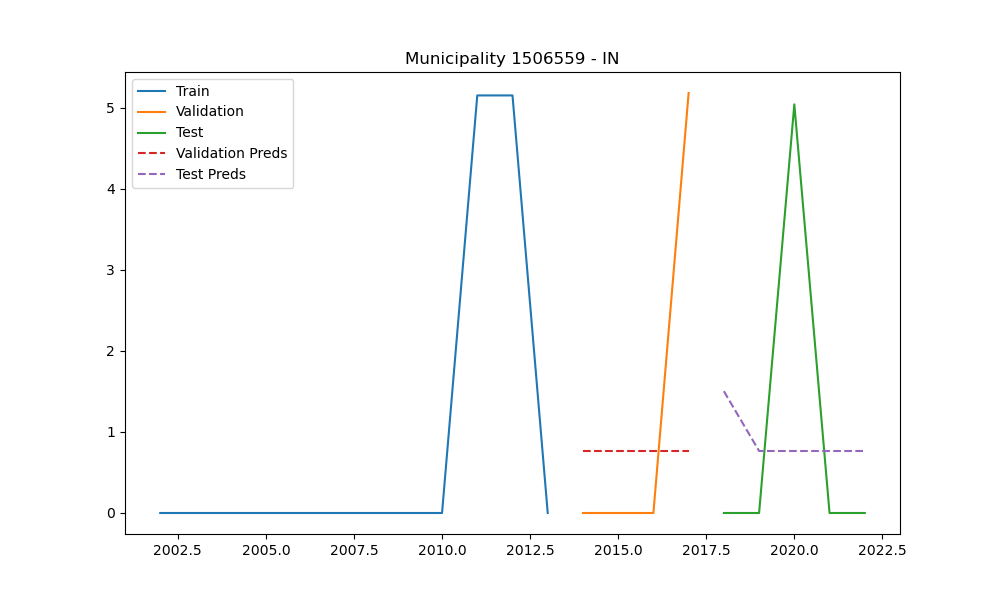 Municipality 1506559 - IN
Train
Validation
Test
Validation Preds
Test Preds
5
4
3
2
1
0
2002.5 2005.0 2007.5 2010.0 2012.5 2015.0 2017.5 2020.0 2022.5